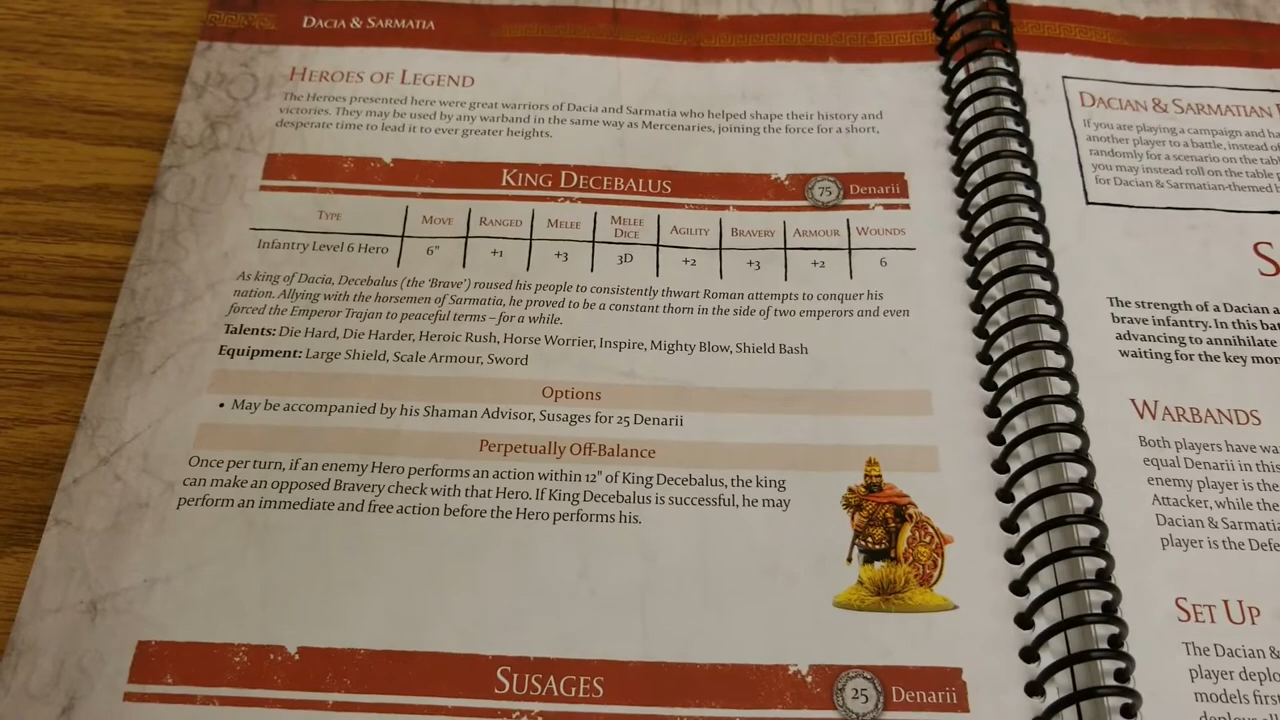 DACIA & SARMATIA
HEROES OF LEGEND
The Heroes presented here were great warriors of Dacia and Sarmatia who helped shape their history and
victories. They may be used by any warband in the same way as Mercenaries, joining the force for a short,
desperate time to lead it to ever greater heights.
KING DECEBALUS 75 Denarii
TYPE MOVE RANGED MELEE MELEE DICE AGILITY BRAVERY ARMOUR WOUNDS
Infantry Level 6 Hero 6" +1 +3 3D +2 +3 +2 6
As king of Dacia, Decebalus (the 'Brave') roused his people to consistently thwart Roman attempts to conquer his
nation. Allying with the horsemen of Sarmatia, he proved to be a constant thorn in the side of two emperors and even
forced the Emperor Trajan to peaceful terms – for a while.
Talents: Die Hard, Die Harder, Heroic Rush, Horse Worrier, Inspire, Mighty Blow, Shield Bash
Equipment: Large Shield, Scale Armour, Sword
Options
• May be accompanied by his Shaman Advisor, Susages for 25 Denarii
Perpetually Off-Balance
Once per turn, if an enemy Hero performs an action within 12" of King Decebalus, the king
can make an opposed Bravery check with that Hero. If King Decebalus is successful, he may
perform an immediate and free action before the Hero performs his.
SUSAGES 25 Denarii
DACIAN & SARMATIAN
If you are playing a campaign and
another player to a battle, instead of
randomly for a scenario on the
you may instead roll on the table
for Dacian & Sarmatian-themed
The strength of a Dacian
brave infantry. In this
advancing to annihilate
waiting for the key
WARBANDS
Both players have
equal Denarii in this
enemy player is the
Attacker, while the
Dacian &
player is the
SET UP
The Dacian &
player
models